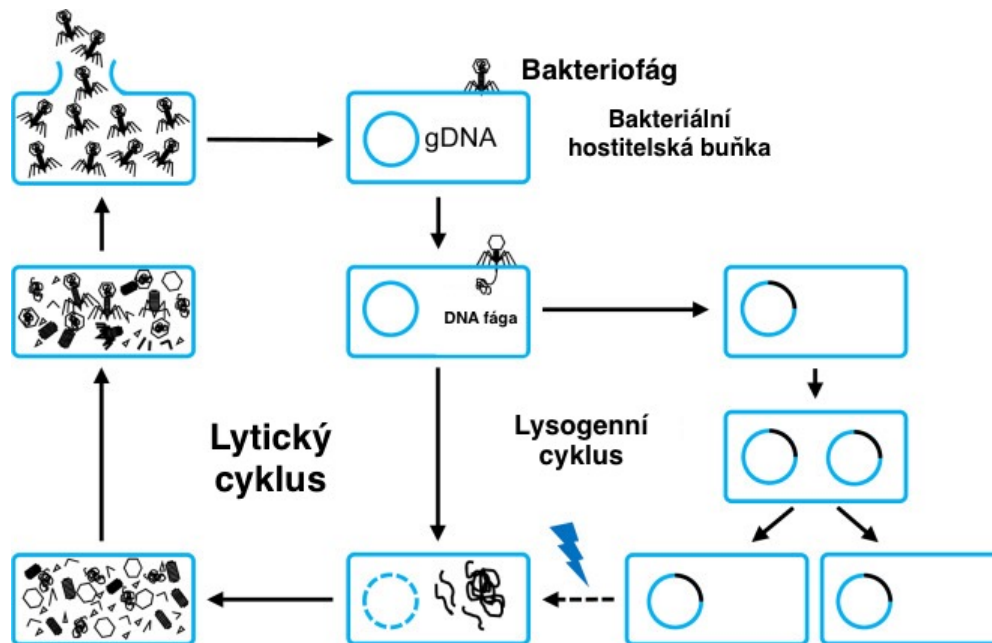 Bakteriofág
gDNA
Bakteriální
hostitelská buňka
DNA fága
Lytický
cyklus
Lysogenní
cyklus